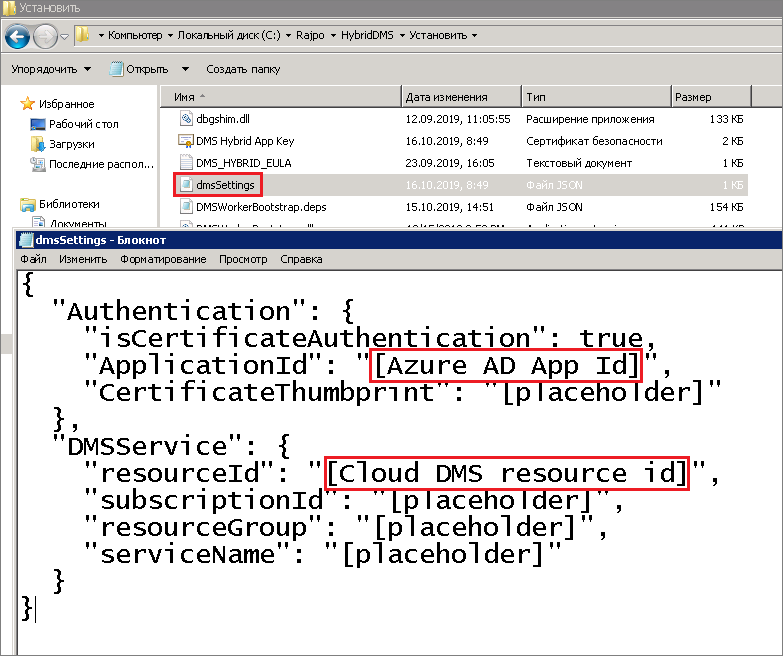 Установить
Компьютер Локальный диск (C:) Rajpo HybridDMS Установить
Упорядочить Открыть Создать папку
Избранное
Рабочий стол
Загрузки
Последние распол...
Библиотеки
Документы
Имя Дата изменения Тип Размер
dbgshim.dll 12.09.2019, 11:05:55 Расширение приложения 133 КБ
DMS Hybrid App Key 16.10.2019, 8:49 Сертификат безопасности 2 КБ
DMS_HYBRID_EULA 23.09.2019, 16:05 Текстовый документ 1 КБ
dmsSettings 16.10.2019, 8:49 Файл JSON 1 КБ
DMSWorkerBootstrap.deps 15.10.2019, 14:51 Файл JSON 154 КБ
dmsSettings - Блокнот
Файл Изменить Форматирование Просмотр Справка
{
"Authentication": {
"isCertificateAuthentication": true,
"ApplicationId": "[Azure AD App Id]",
"CertificateThumbprint": "[placeholder]"
},
"DMSService": {
"resourceId": "[Cloud DMS resource id]",
"subscriptionId": "[placeholder]",
"resourceGroup": "[placeholder]",
"serviceName": "[placeholder]"
}
}